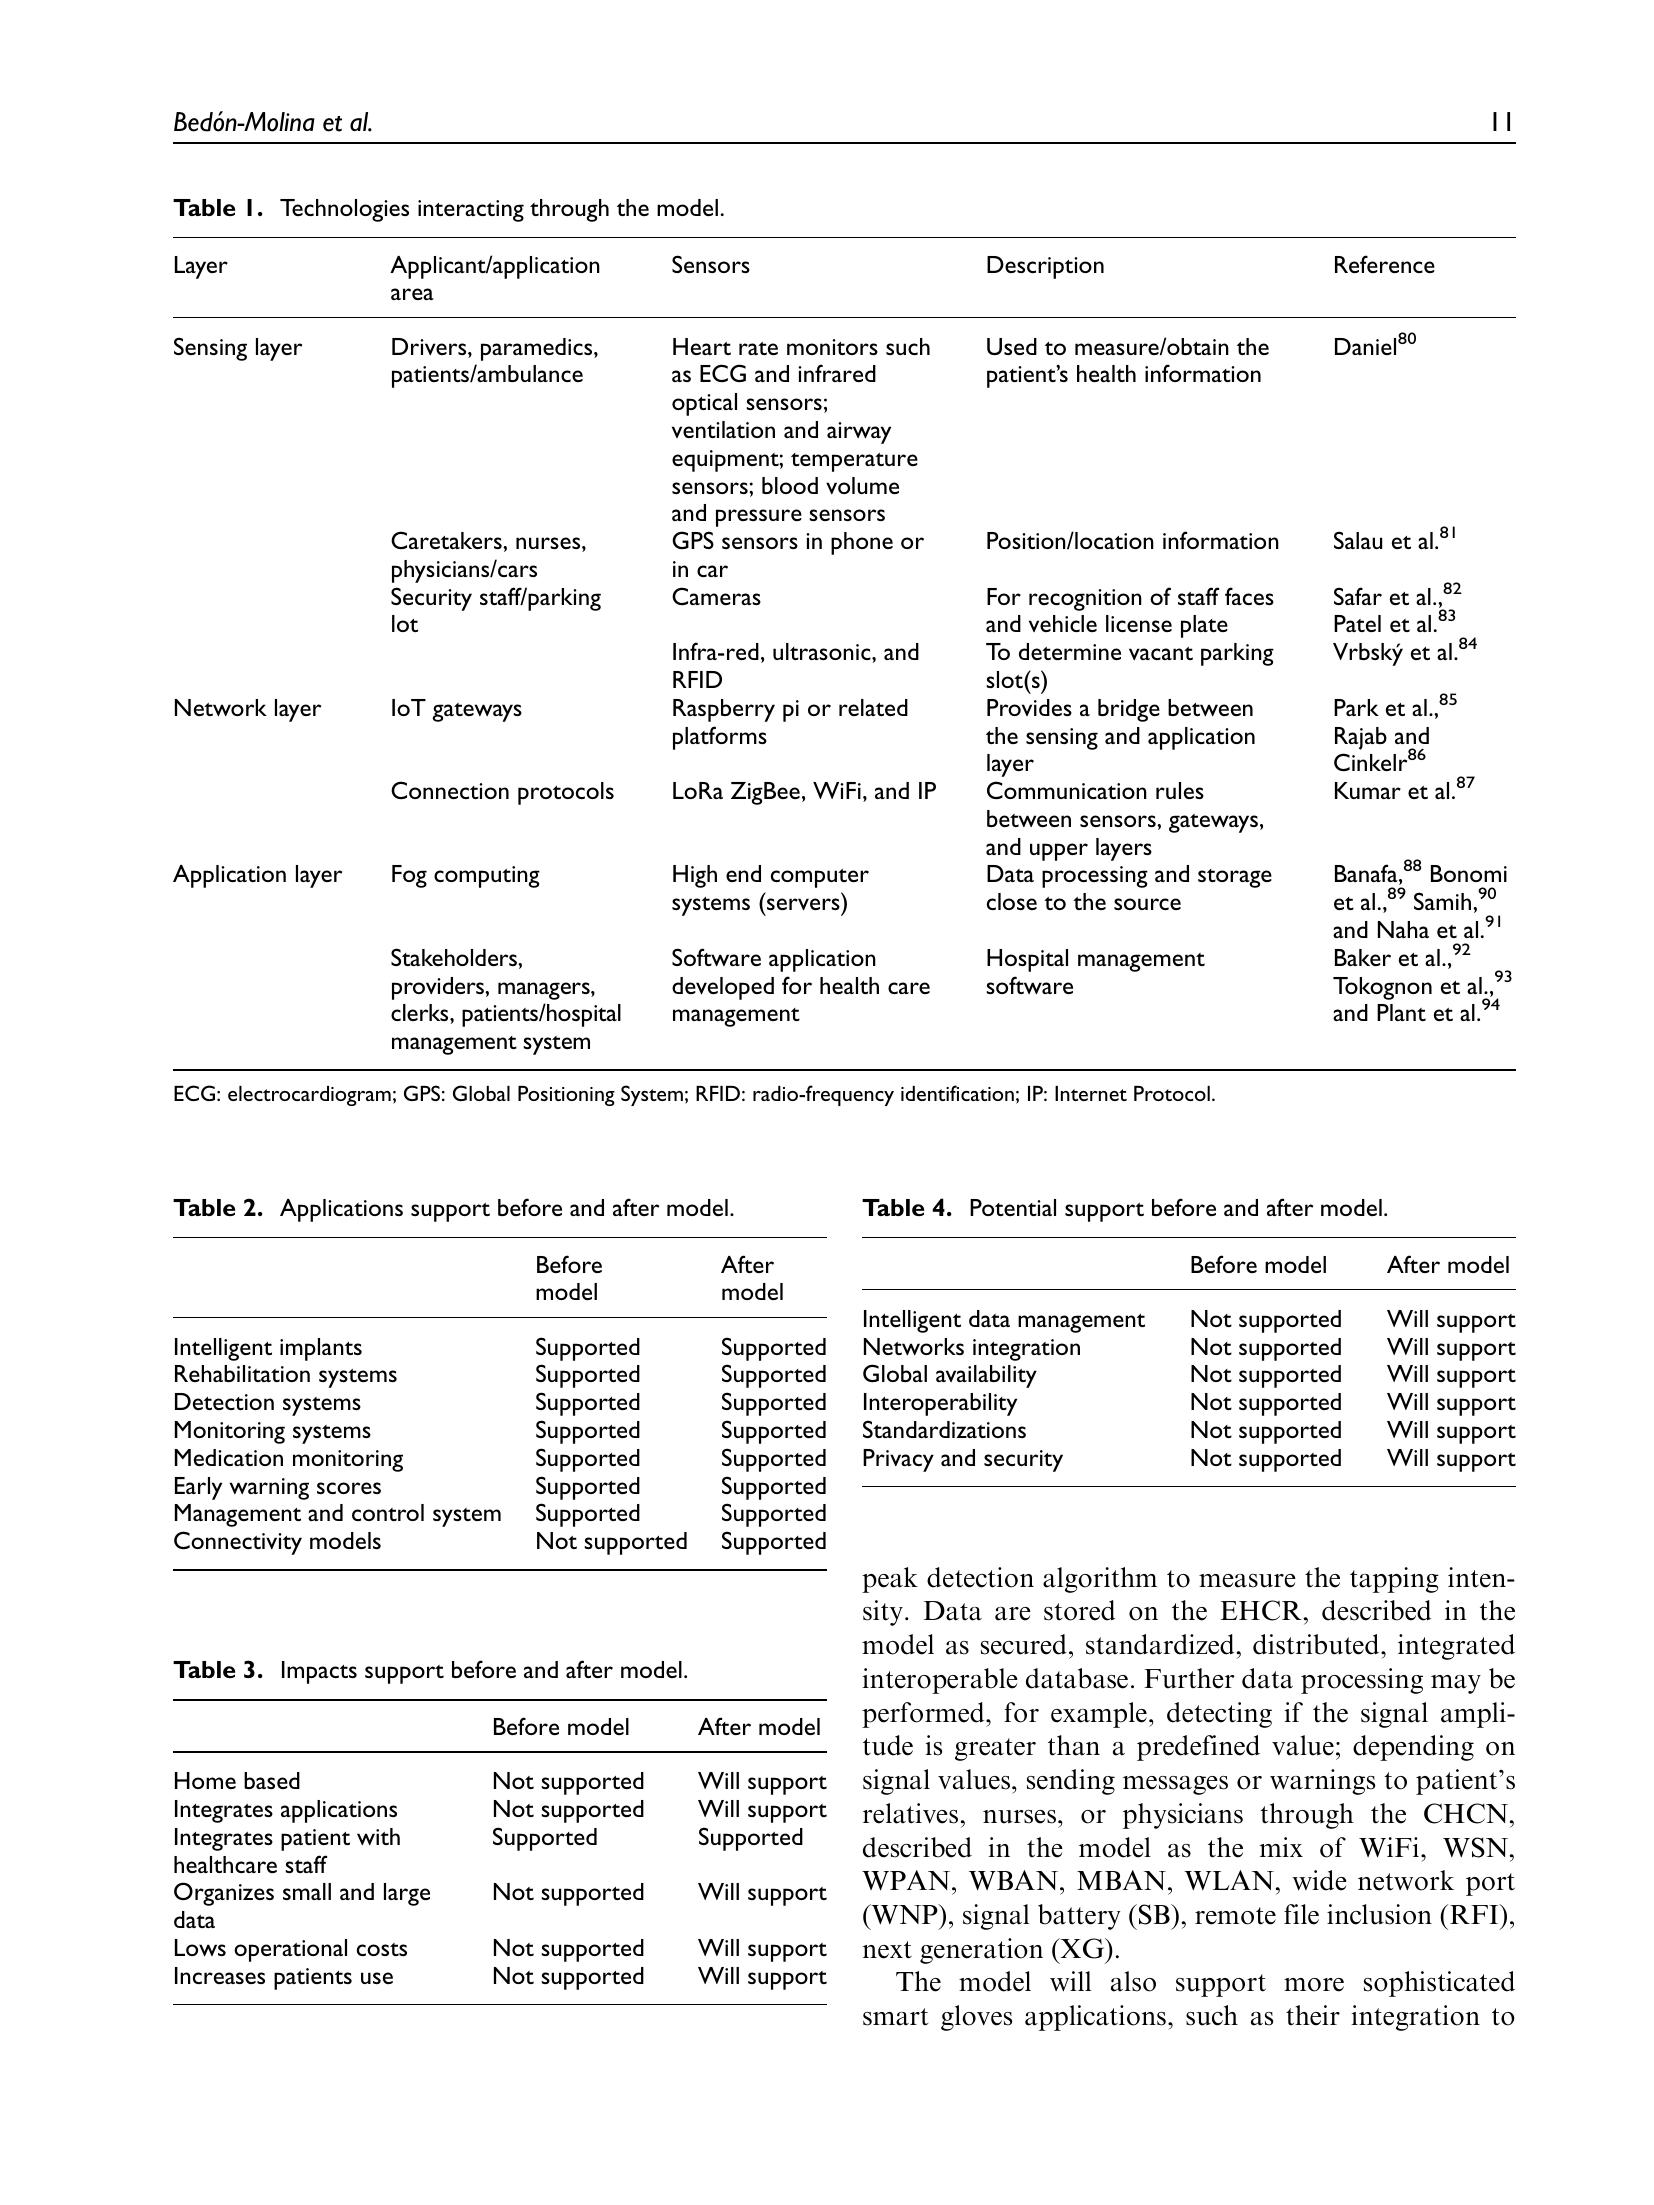 Bedón-Molina et al.
11
Table 1. Technologies interacting through the model.
Layer Applicant/application area Sensors Description Reference
Sensing layer Drivers, paramedics, patients/ambulance Heart rate monitors such as ECG and infrared optical sensors; ventilation and airway equipment; temperature sensors; blood volume and pressure sensors Used to measure/obtain the patient’s health information Daniel80
Caretakers, nurses, physicians/cars GPS sensors in phone or in car Position/location information Salau et al.81
Security staff/parking lot Cameras For recognition of staff faces and vehicle license plate Safar et al.,82 Patel et al.83
Infra-red, ultrasonic, and RFID To determine vacant parking slot(s) Vrbský et al.84
Network layer IoT gateways Raspberry pi or related platforms Provides a bridge between the sensing and application layer Park et al.,85 Rajab and Cinkelr86
Connection protocols LoRa ZigBee, WiFi, and IP Communication rules between sensors, gateways, and upper layers Kumar et al.87
Application layer Fog computing High end computer systems (servers) Data processing and storage close to the source Banafa,88 Bonomi et al.,89 Samih,90 and Naha et al.91
Stakeholders, providers, managers, clerks, patients/hospital management system Software application developed for health care management Hospital management software Baker et al.,92 Tokognon et al.,93 and Plant et al.94
ECG: electrocardiogram; GPS: Global Positioning System; RFID: radio-frequency identification; IP: Internet Protocol.
Table 2. Applications support before and after model.
Before model After model
Intelligent implants Supported Supported
Rehabilitation systems Supported Supported
Detection systems Supported Supported
Monitoring systems Supported Supported
Medication monitoring Supported Supported
Early warning scores Supported Supported
Management and control system Supported Supported
Connectivity models Not supported Supported
Table 3. Impacts support before and after model.
Before model After model
Home based Not supported Will support
Integrates applications Not supported Will support
Integrates patient with healthcare staff Supported Supported
Organizes small and large data Not supported Will support
Lows operational costs Not supported Will support
Increases patients use Not supported Will support
Table 4. Potential support before and after model.
Before model After model
Intelligent data management Not supported Will support
Networks integration Not supported Will support
Global availability Not supported Will support
Interoperability Not supported Will support
Standardizations Not supported Will support
Privacy and security Not supported Will support
peak detection algorithm to measure the tapping inten-
sity. Data are stored on the EHCR, described in the
model as secured, standardized, distributed, integrated
interoperable database. Further data processing may be
performed, for example, detecting if the signal ampli-
tude is greater than a predefined value; depending on
signal values, sending messages or warnings to patient’s
relatives, nurses, or physicians through the CHCN,
described in the model as the mix of WiFi, WSN,
WPAN, WBAN, MBAN, WLAN, wide network port
(WNP), signal battery (SB), remote file inclusion (RFI),
next generation (XG).
The model will also support more sophisticated
smart gloves applications, such as their integration to